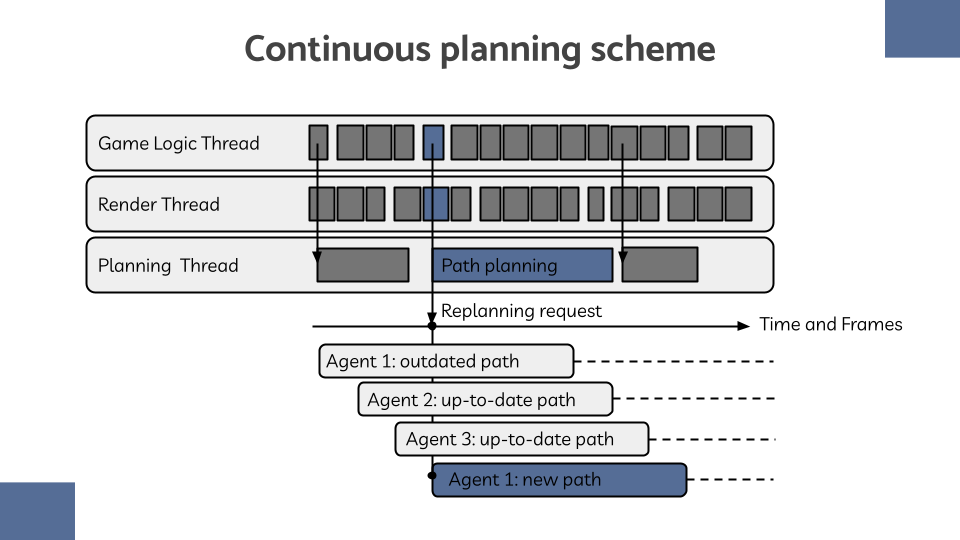 Continuous planning scheme
Game Logic Thread
Render Thread
Planning Thread
Path planning
Replanning request
Time and Frames
Agent 1: outdated path
Agent 2: up-to-date path
Agent 3: up-to-date path
Agent 1: new path